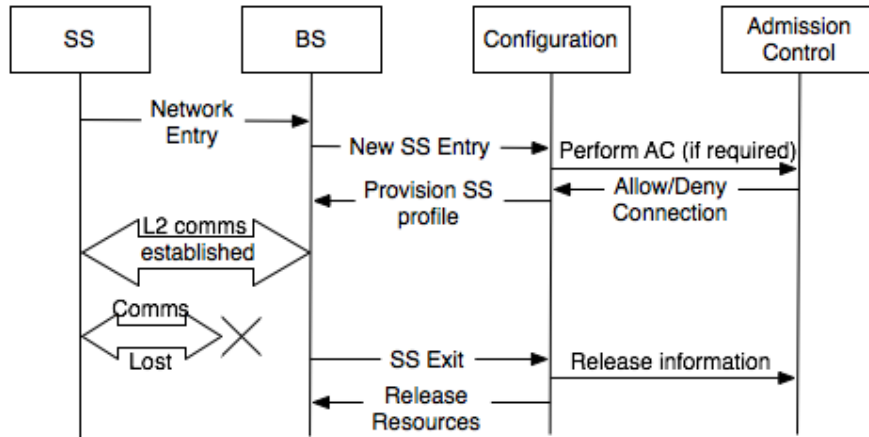 SS
BS
Configuration
Admission
Control
Network
Entry
New SS Entry
Perform AC (if required)
Allow/Deny
Connection
Provision SS
profile
L2 comms
established
Comms
Lost
SS Exit
Release information
Release
Resources